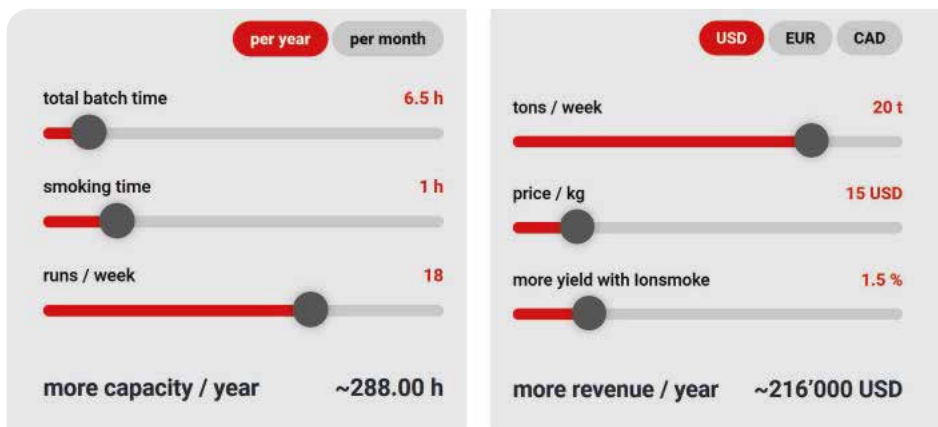 per year per month
total batch time 6.5 h
smoking time 1 h
runs / week 18
more capacity / year ~288.00 h
USD EUR CAD
tons / week 20 t
price / kg 15 USD
more yield with Ionsmoke 1.5 %
more revenue / year ~216’000 USD